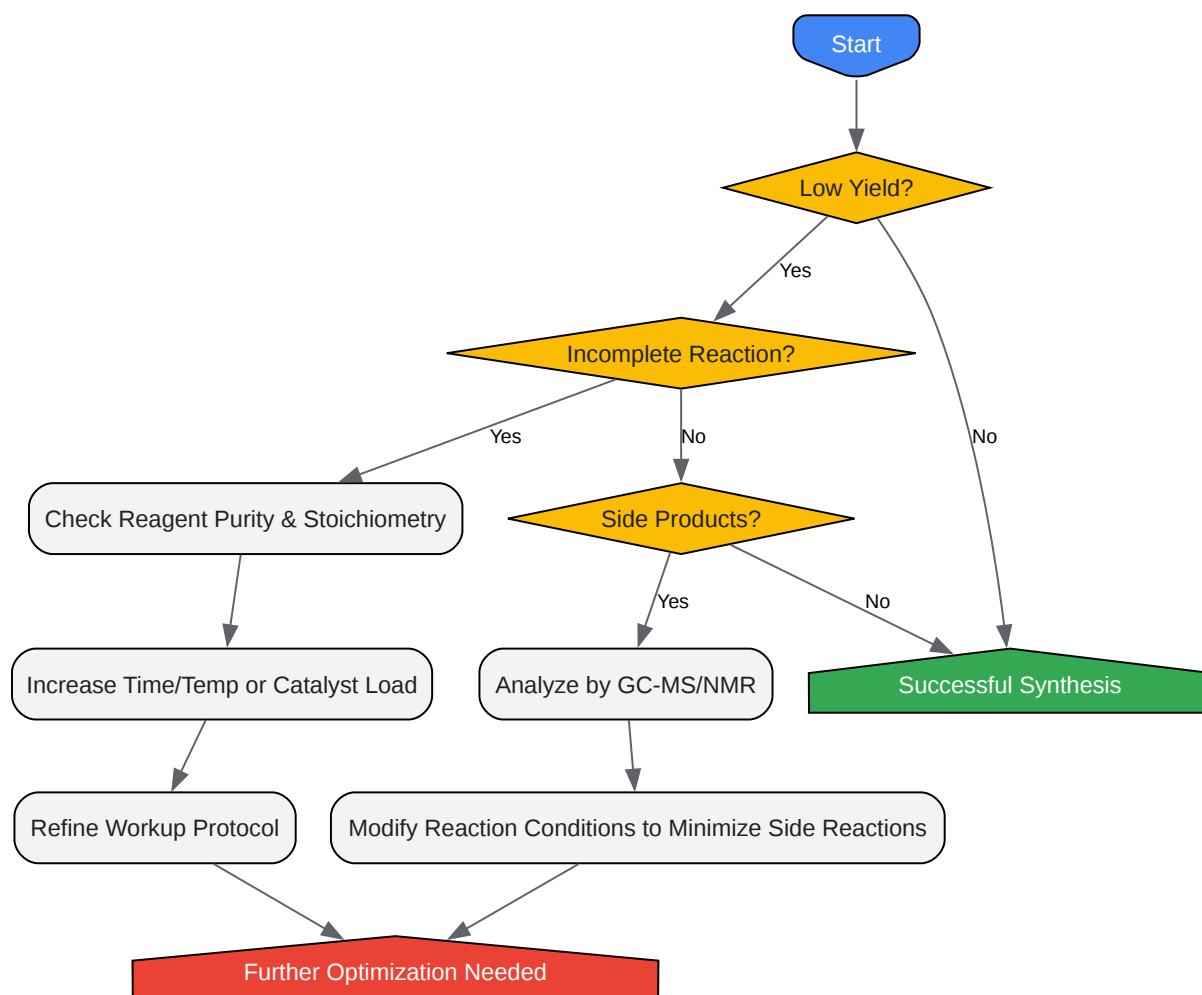 Start
Low Yield?
Yes
Incomplete Reaction?
Yes
No
No
Check Reagent Purity & Stoichiometry
Side Products?
Yes
No
Increase Time/Temp or Catalyst Load
Analyze by GC-MS/NMR
Successful Synthesis
Refine Workup Protocol
Modify Reaction Conditions to Minimize Side Reactions
Further Optimization Needed